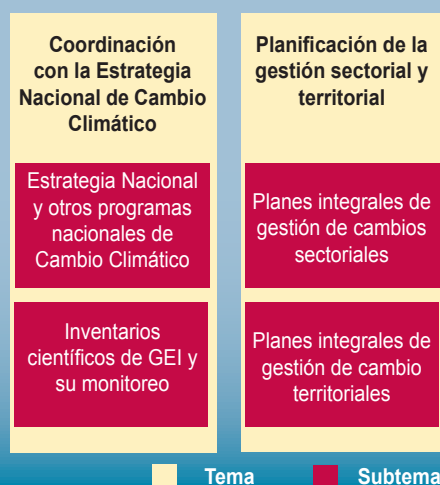 Coordinación
con la Estrategia
Nacional de Cambio
Climático
Estrategia Nacional
y otros programas
nacionales de
Cambio Climático
Inventarios
científicos de GEI y
su monitoreo
Planificación de la
gestión sectorial y
territorial
Planes integrales de
gestión de cambios
sectoriales
Planes integrales de
gestión de cambio
territoriales
Tema
Subtema